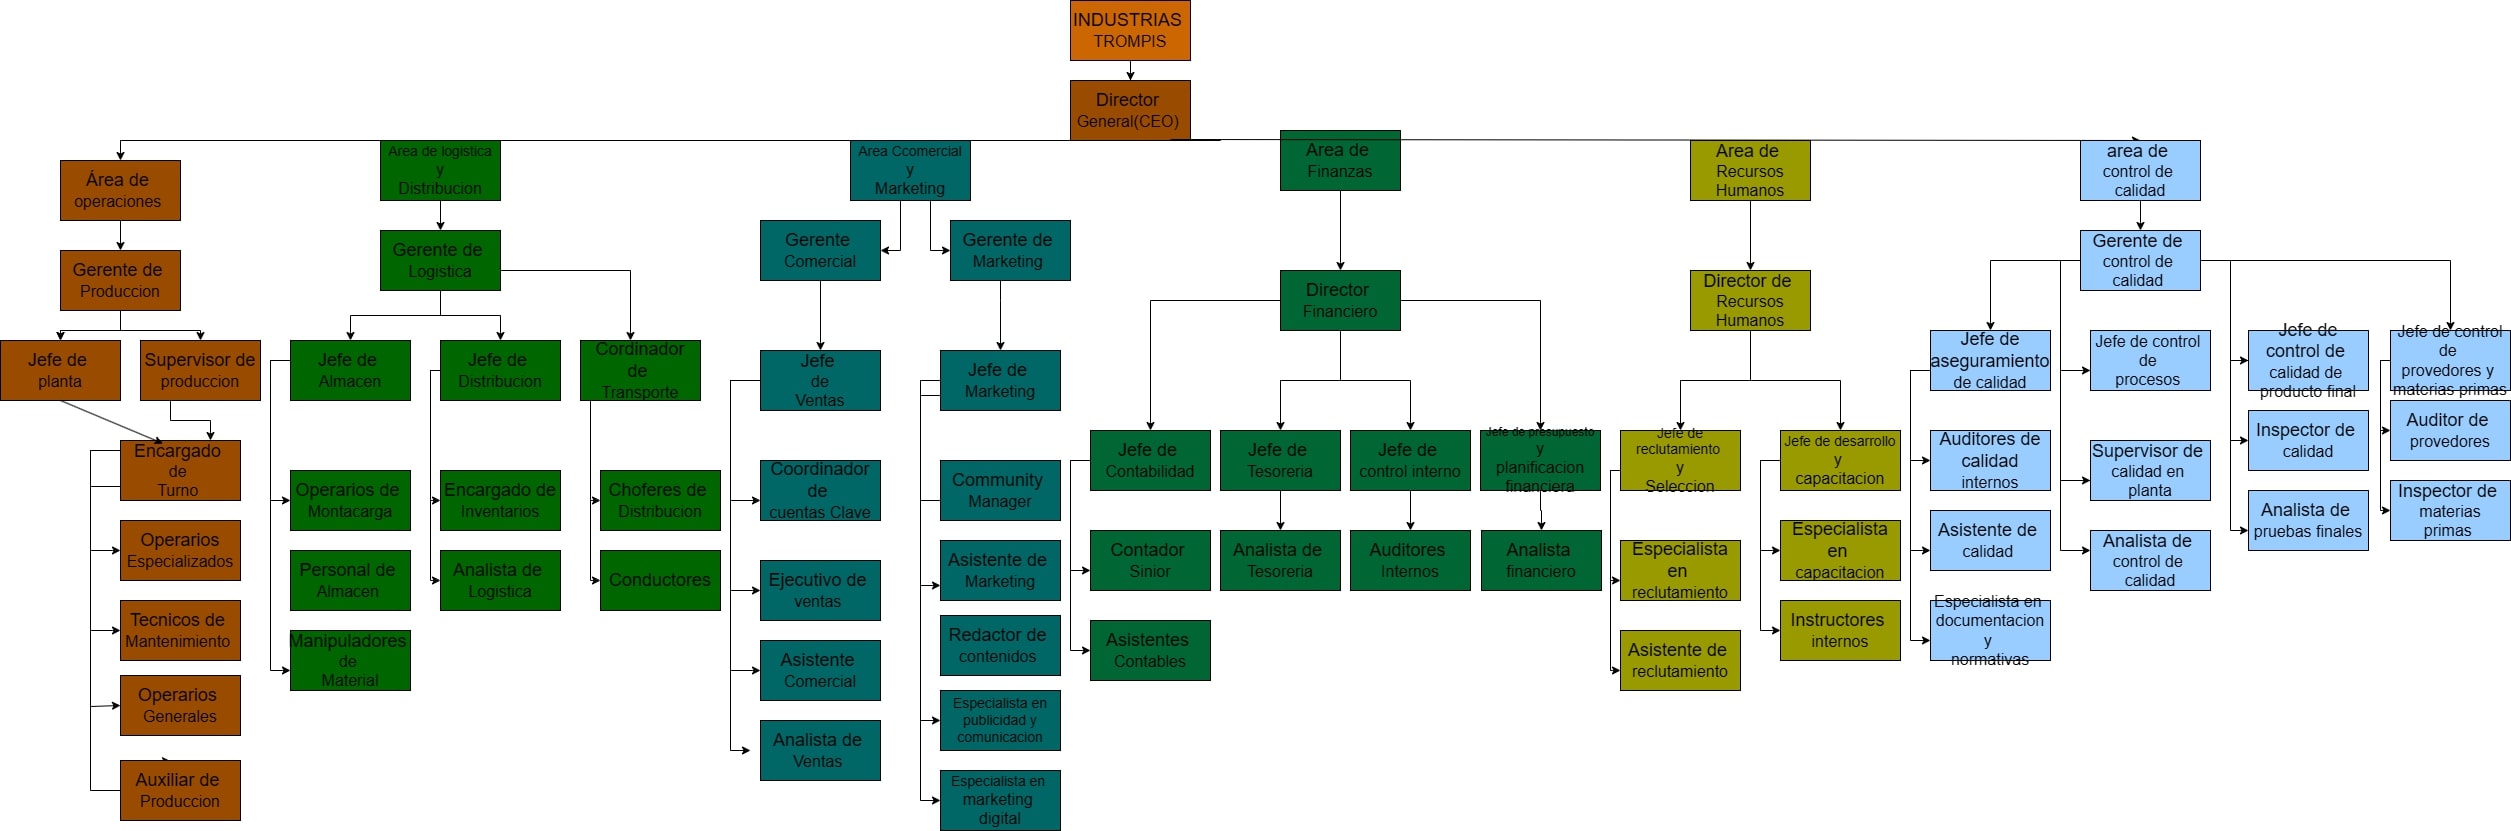 INDUSTRIAS
TROMPIS
Director
General(CEO)
Área de
operaciones
Gerente de
Produccion
Jefe de
planta
Supervisor de
produccion
Encargado
de
Turno
Operarios
Especializados
Tecnicos de
Mantenimiento
Operarios
Generales
Auxiliar de
Produccion
Area de logistica
y
Distribucion
Gerente de
Logistica
Jefe de
Almacen
Operarios de
Montacarga
Personal de
Almacen
Manipuladores
de
Material
Jefe de
Distribucion
Encargado de
Inventarios
Analista de
Logistica
Cordinador
de
Transporte
Choferes de
Distribucion
Conductores
Area Ccomercial
y
Marketing
Gerente
Comercial
Jefe
de
Ventas
Coordinador
de
cuentas Clave
Ejecutivo de
ventas
Asistente
Comercial
Analista de
Ventas
Gerente de
Marketing
Jefe de
Marketing
Community
Manager
Asistente de
Marketing
Redactor de
contenidos
Especialista en
publicidad y
comunicacion
Especialista en
marketing
digital
Area de
Finanzas
Director
Financiero
Jefe de
Contabilidad
Contador
Sinior
Asistentes
Contables
Jefe de
Tesoreria
Analista de
Tesoreria
Jefe de
control interno
Auditores
Internos
Jefe de presupuesto
y
planificacion
financiera
Analista
financiero
Area de
Recursos
Humanos
Director de
Recursos
Humanos
Jefe de
reclutamiento
y
Seleccion
Especialista
en
reclutamiento
Asistente de
reclutamiento
Jefe de desarrollo
y
capacitacion
Especialista
en
capacitacion
Instructores
internos
area de
control de
calidad
Gerente de
control de
calidad
Jefe de
aseguramiento
de calidad
Auditores de
calidad
internos
Asistente de
calidad
Especialista en
documentacion
y
normativas
Jefe de control
de
procesos
Supervisor de
calidad en
planta
Analista de
control de
calidad
Jefe de
control de
calidad de
producto final
Inspector de
calidad
Analista de
pruebas finales
Jefe de control
de
provedores y
materias primas
Auditor de
provedores
Inspector de
materias
primas